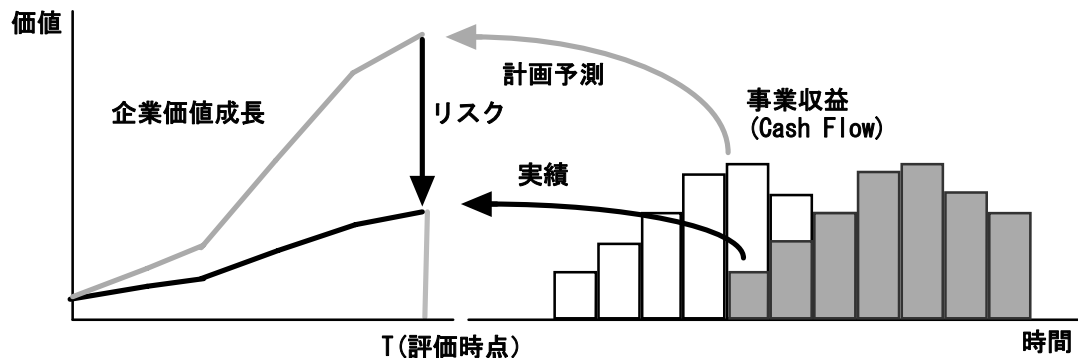 価値
計画予測
事業収益
(Cash Flow)
企業価値成長
リスク
実績
T(評価時点)
時間